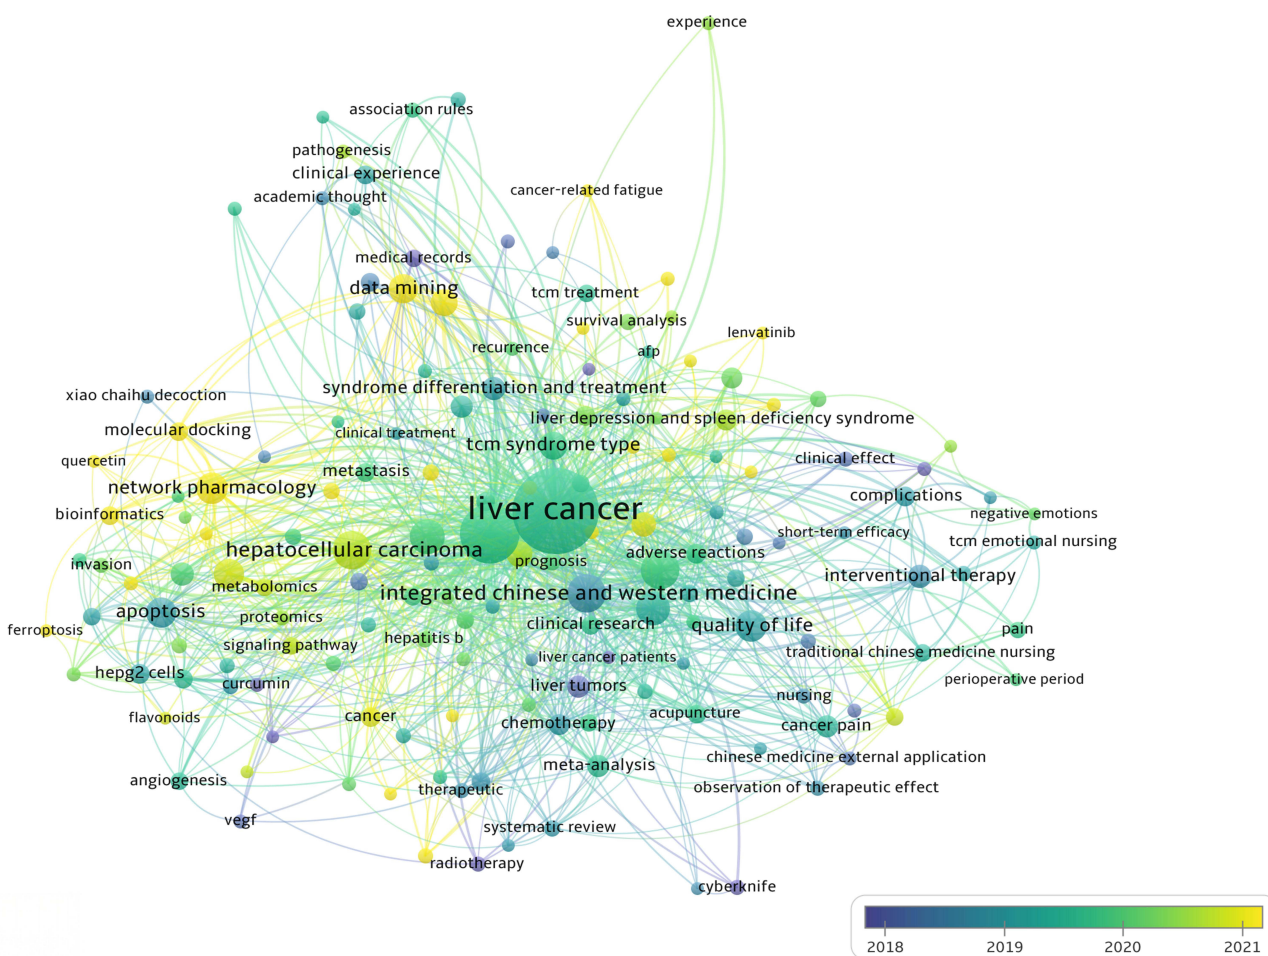 experience
association rules
pathogenesis
clinical experience
cancer-related fatigue
academic thought
medical records
data mining
tcm treatment
survival analysis
lenvatinib
recurrence
afp
syndrome differentiation and treatment
xiao chaihu decoction
liver depression and spleen deficiency syndrome
molecular docking
clinical treatment
tcm syndrome type
quercetin
clinical effect
metastasis
network pharmacology
complications
liver cancer
bioinformatics
negative emotions
short-term efficacy
tcm emotional nursing
hepatocellular carcinoma
adverse reactions
prognosis
invasion
interventional therapy
metabolomics
integrated chinese and western medicine
apoptosis
proteomics
clinical research
quality of life
ferroptosis
pain
hepatitis b
signaling pathway
traditional chinese medicine nursing
liver cancer patients
hepg2 cells
perioperative period
curcumin
liver tumors
nursing
flavonoids
cancer
acupuncture
chemotherapy
cancer pain
chinese medicine external application
meta-analysis
angiogenesis
observation of therapeutic effect
therapeutic
vegf
systematic review
radiotherapy
cyberknife
2018
2019
2020
2021